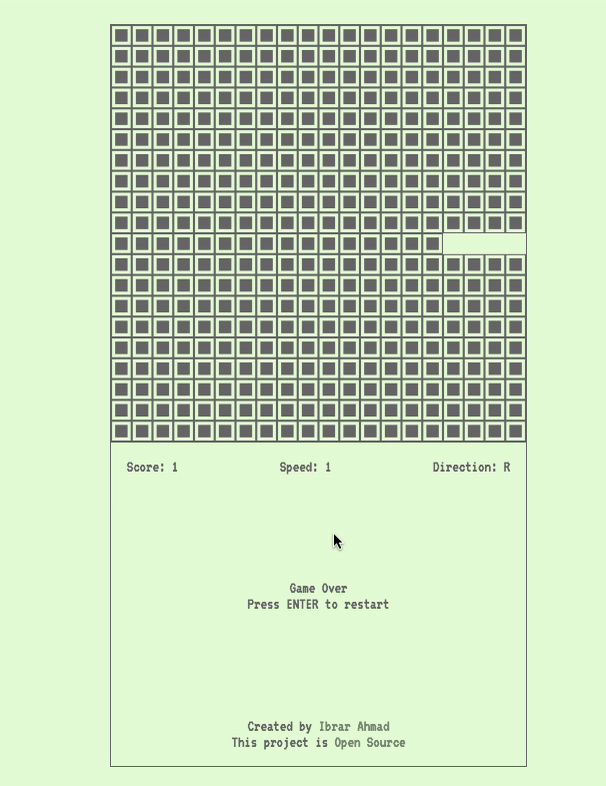 Score: 1 Speed: 1 Direction: R
Game Over
Press ENTER to restart
Created by Ibrar Ahmad
This project is Open Source